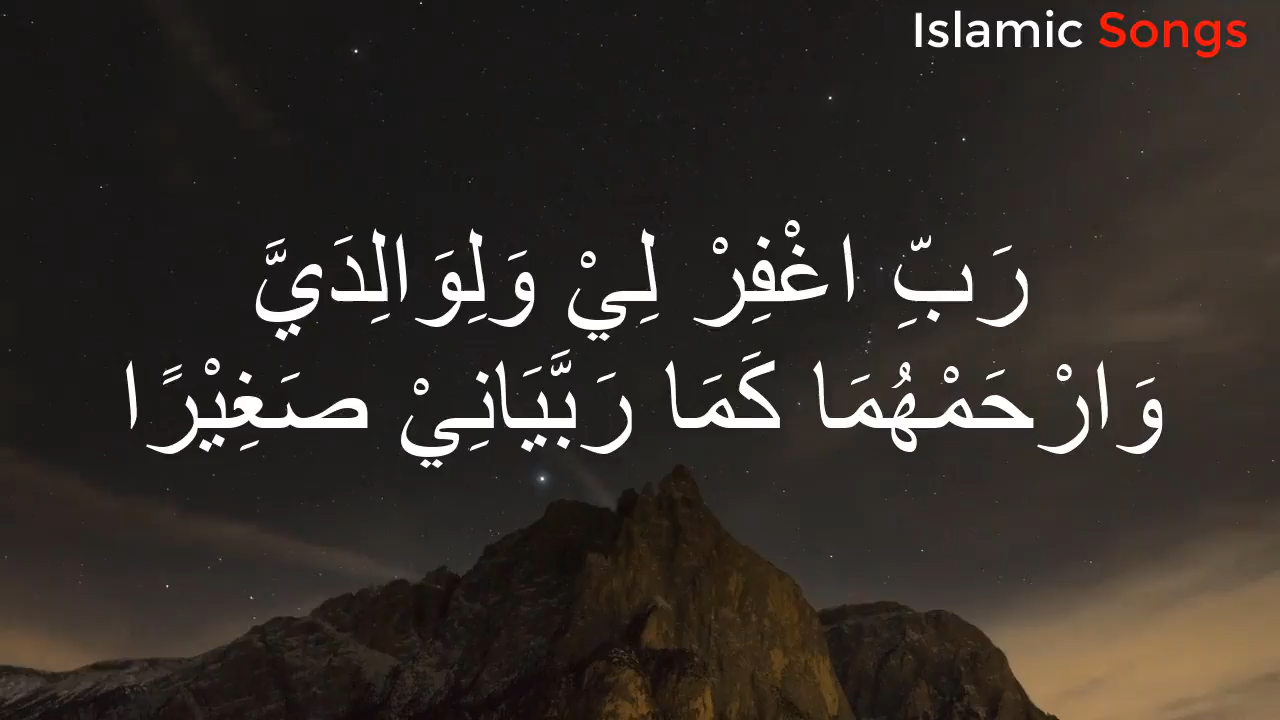 Islamic Songs
رَبِّ اغْفِرْ لِيْ وَلِوَالِدَيَّ
وَارْحَمْهُمَا كَمَا رَبَّيَانِيْ صَغِيْرًا